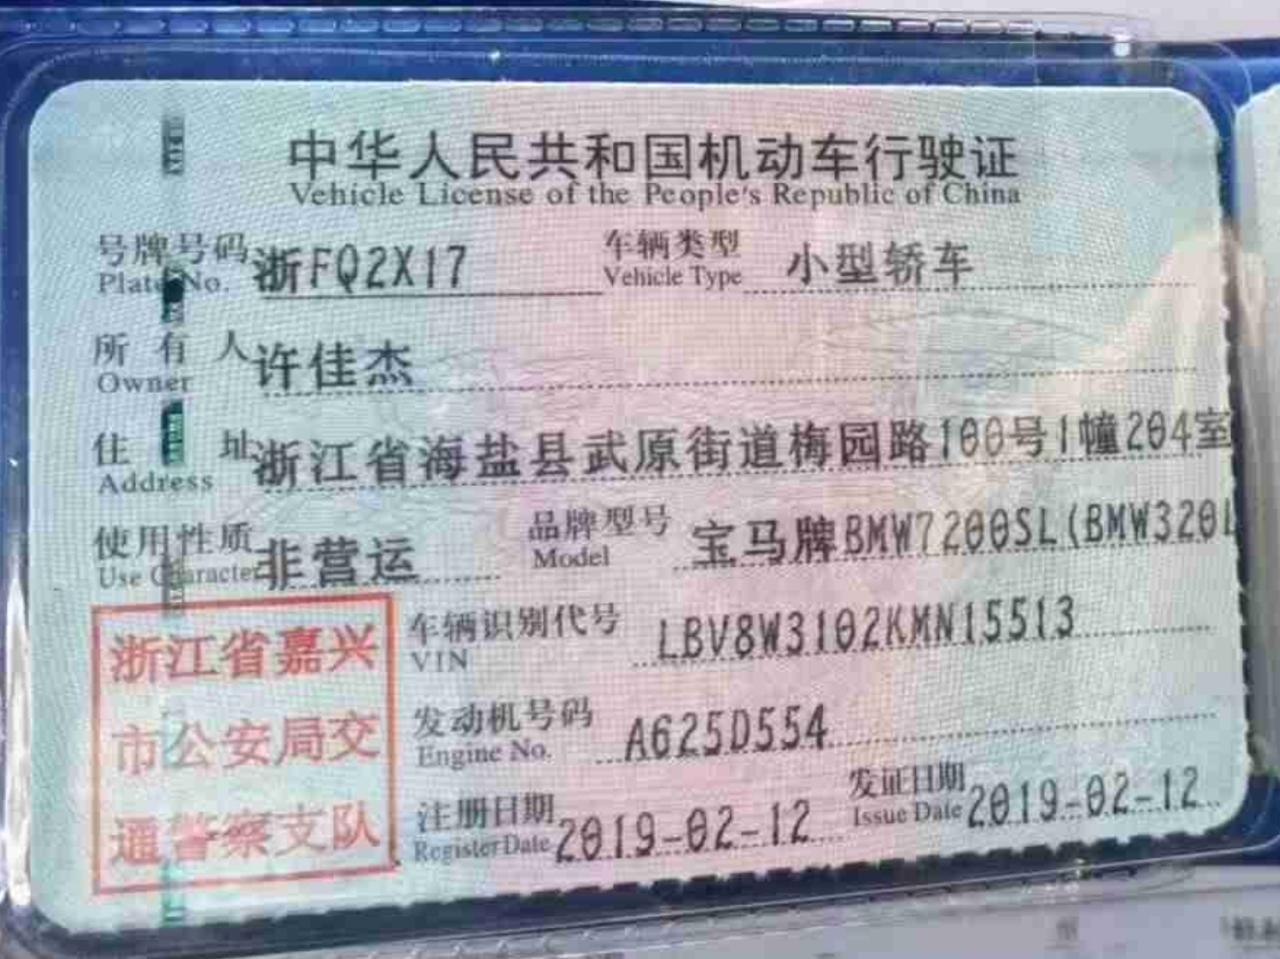 中华人民共和国机动车行驶证
Vehicle License of the People's Republic of China
号牌号码 浙FQ2X17 车辆类型 小型轿车
Plate No. Vehicle Type
所有人 许佳杰
Owner
住址 浙江省海盐县武原街道梅园路100号1幢204室
Address
使用性质 非营运 品牌型号 宝马牌BMW7200SL(BMW320L
Use Character Model
浙江省嘉兴
市公安局交
通警察支队
车辆识别代号 LBV8W3102KMN15513
VIN
发动机号码 A625D554
Engine No.
注册日期 2019-02-12 发证日期 2019-02-12
Register Date Issue Date